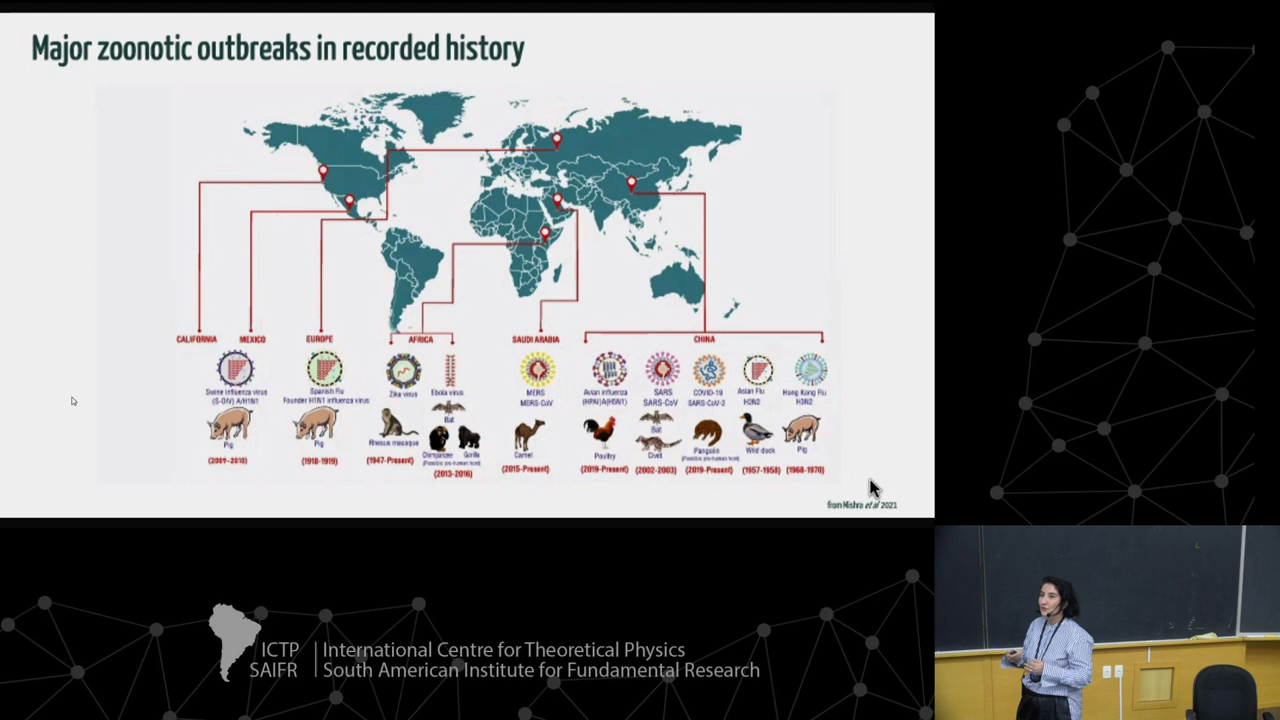 Major zoonotic outbreaks in recorded history
CALIFORNIA
MEXICO
EUROPE
AFRICA
SAUDI ARABIA
CHINA
Swine influenza virus
(S-OIV) A/H1N1
Pig
(2009-2010)
Spanish Flu
Founder H1N1 influenza virus
Pig
(1918-1919)
Zika virus
Rhesus macaque
(1947-Present)
Ebola virus
Bat
Chimpanzee
Gorilla
(Possible pre-human host)
(2013-2016)
MERS
MERS-CoV
Camel
(2015-Present)
Avian influenza
(HPAI)A(H5N1)
Poultry
(2019-Present)
SARS
SARS-CoV
Bat
Civet
(2002-2003)
COVID-19
SARS-CoV-2
Pangolin
(Possible pre-human host)
(2019-Present)
Asian Flu
H2N2
Wild duck
(1957-1958)
Hong Kong Flu
H3N2
Pig
(1968-1970)
from Mishra et al 2021
ICTP
SAIFR
International Centre for Theoretical Physics
South American Institute for Fundamental Research